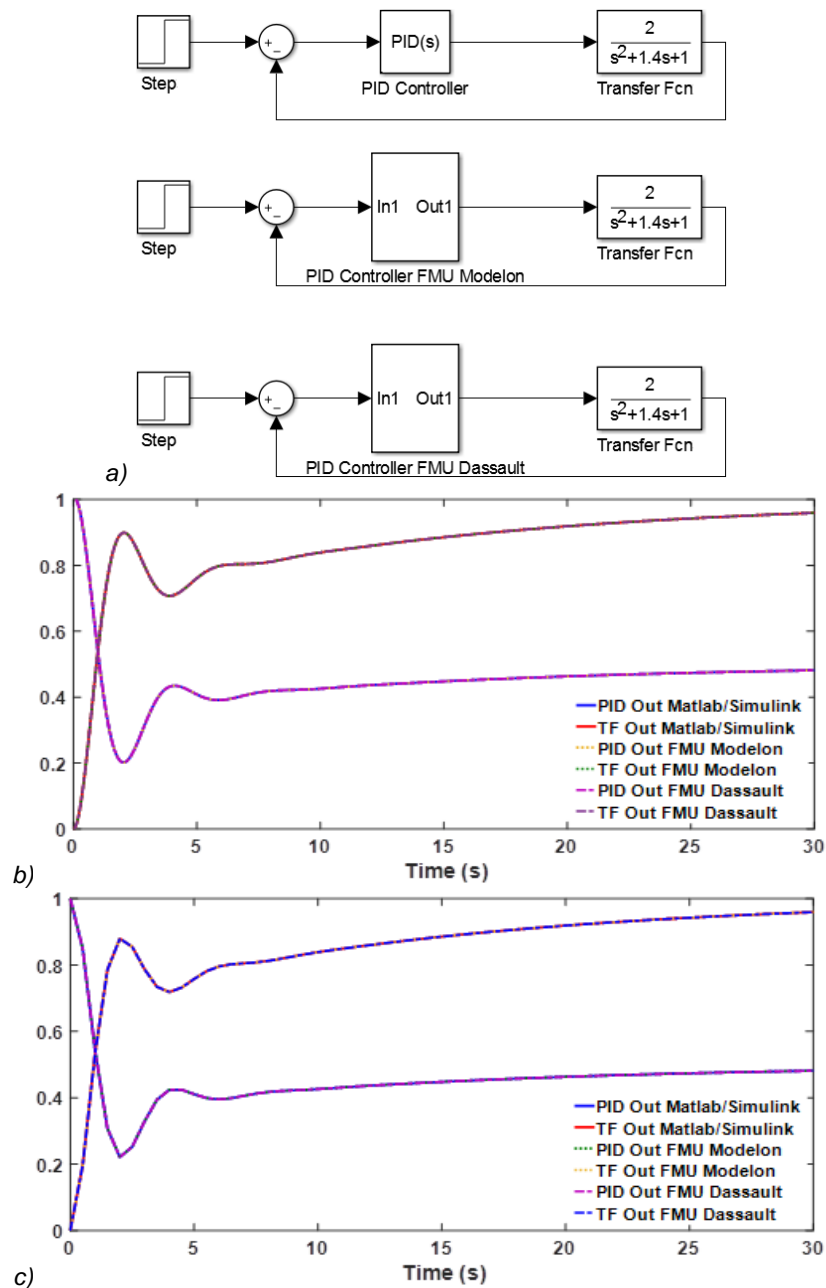 Step
+
−
PID(s)
PID Controller
2
s²+1.4s+1
Transfer Fcn
Step
+
−
In1 Out1
PID Controller FMU Modelon
2
s²+1.4s+1
Transfer Fcn
Step
+
−
In1 Out1
PID Controller FMU Dassault
2
s²+1.4s+1
Transfer Fcn
a)
1
0.8
0.6
0.4
0.2
0
0 5 10 15 20 25 30
Time (s)
PID Out Matlab/Simulink
TF Out Matlab/Simulink
PID Out FMU Modelon
TF Out FMU Modelon
PID Out FMU Dassault
TF Out FMU Dassault
b)
1
0.8
0.6
0.4
0.2
0
0 5 10 15 20 25 30
Time (s)
PID Out Matlab/Simulink
TF Out Matlab/Simulink
PID Out FMU Modelon
TF Out FMU Modelon
PID Out FMU Dassault
TF Out FMU Dassault
c)